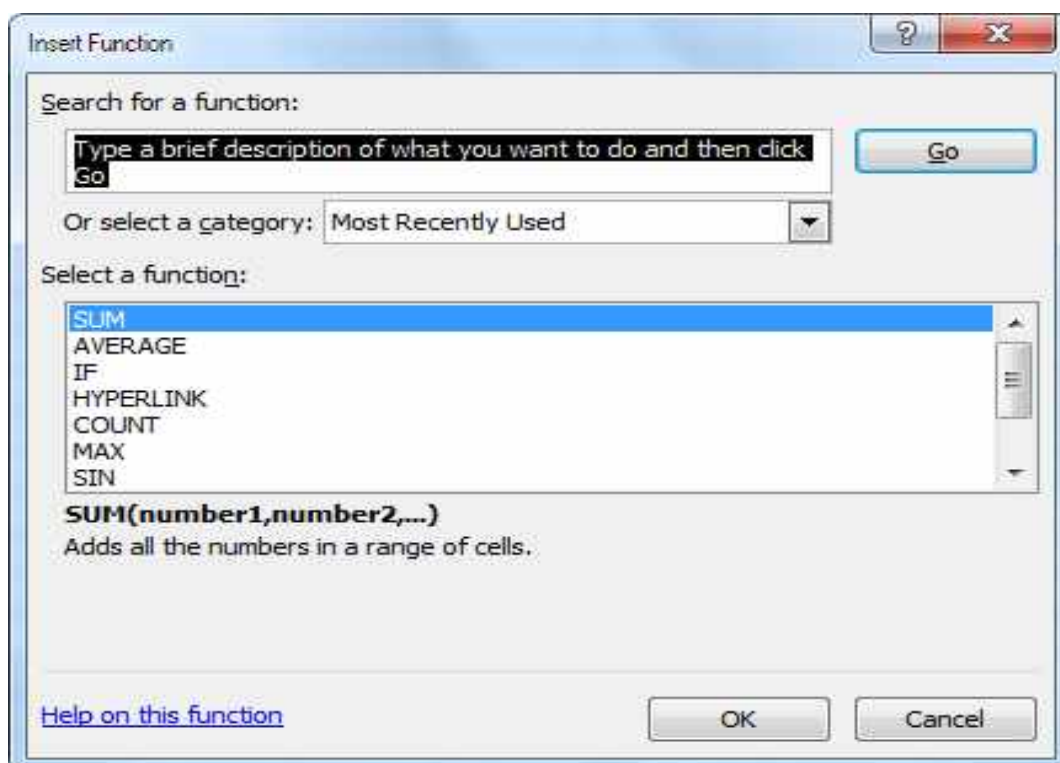 Insert Function
Search for a function:
Type a brief description of what you want to do and then click
Go
Go
Or select a category: Most Recently Used
Select a function:
SUM
AVERAGE
IF
HYPERLINK
COUNT
MAX
SIN
SUM(number1,number2,...)
Adds all the numbers in a range of cells.
Help on this function
OK
Cancel